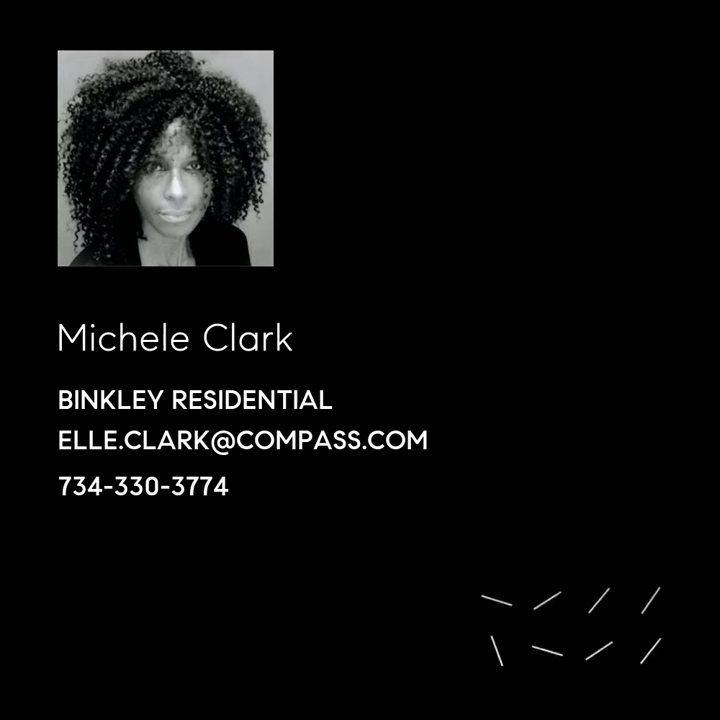 Michele Clark
BINKLEY RESIDENTIAL
ELLE.CLARK@COMPASS.COM
734-330-3774